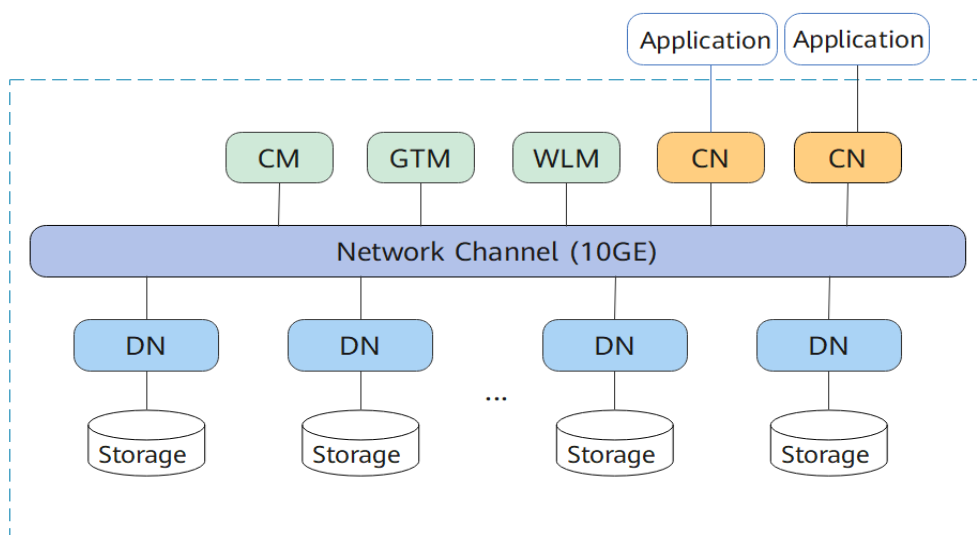 Application Application
CM GTM WLM CN CN
Network Channel (10GE)
DN DN DN DN
...
Storage Storage Storage Storage